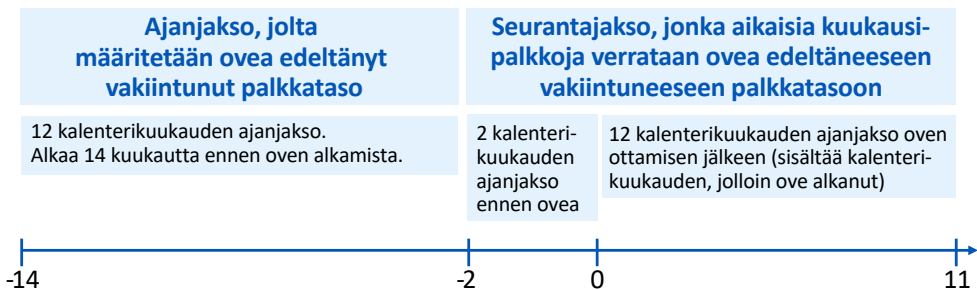 Ajanjakso, jolta
määritetään ovea edeltänyt
vakiintunut palkkataso
Seurantajakso, jonka aikaisia kuukausi-
palkkoja verrataan ovea edeltäneeseen
vakiintuneeseen palkkatasoon
12 kalenterikuukauden ajanjakso.
Alkaa 14 kuukautta ennen oven alkamista.
2 kalenteri-
kuukauden
ajanjakso
ennen ovea
12 kalenterikuukauden ajanjakso oven
ottamisen jälkeen (sisältää kalenteri-
kuukauden, jolloin ove alkanut)
-14 -2 0 11